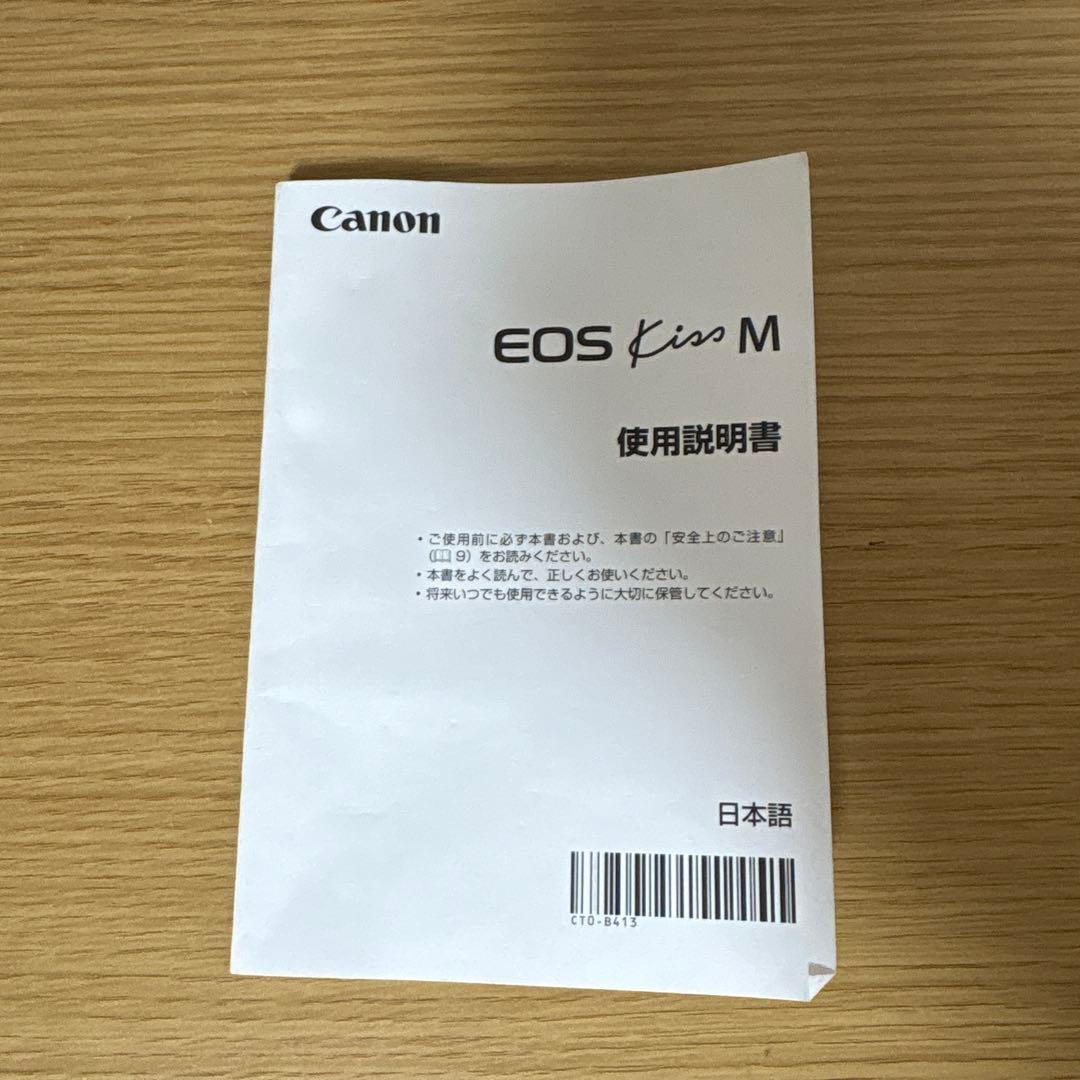 Canon
EOS Kiss M
使用説明書
・ご使用前に必ず本書および、本書の「安全上のご注意」
（📖 9）をお読みください。
・本書をよく読んで、正しくお使いください。
・将来いつでも使用できるように大切に保管してください。
日本語
CT0-B413